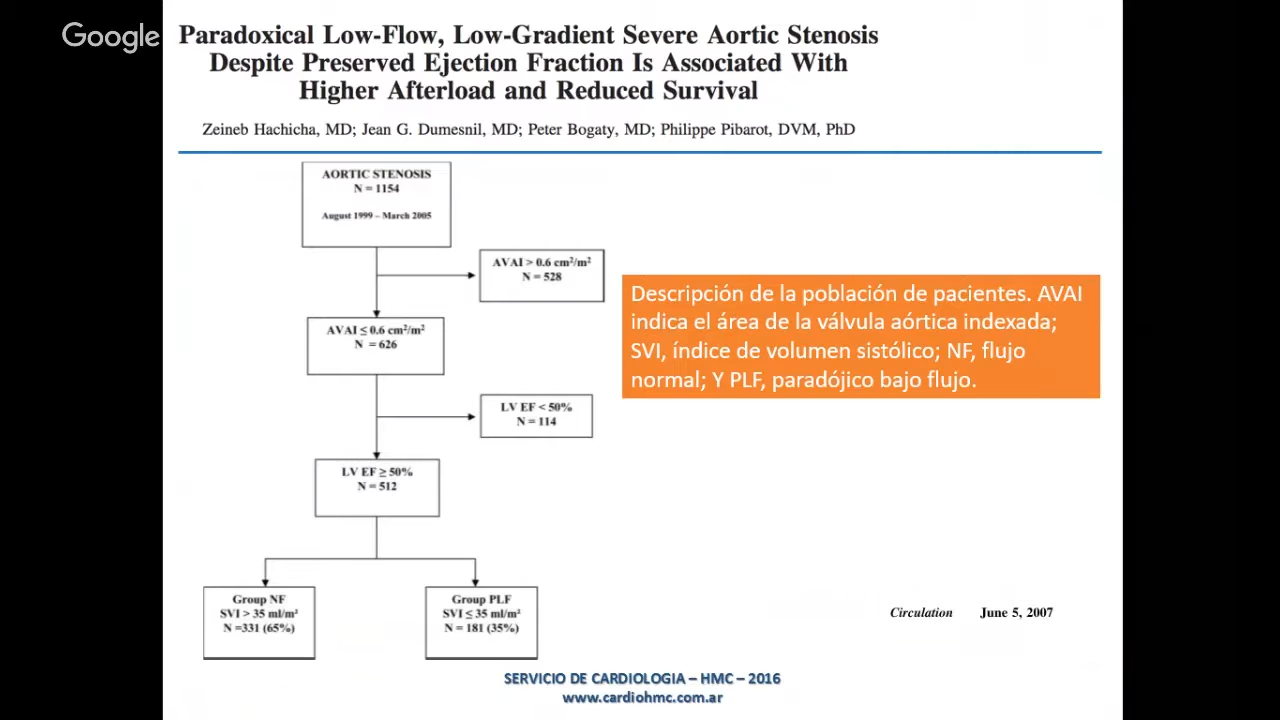 Google
Paradoxical Low-Flow, Low-Gradient Severe Aortic Stenosis
Despite Preserved Ejection Fraction Is Associated With
Higher Afterload and Reduced Survival
Zeineb Hachicha, MD; Jean G. Dumesnil, MD; Peter Bogaty, MD; Philippe Pibarot, DVM, PhD
AORTIC STENOSIS
N = 1154
August 1999 – March 2005
AVAI > 0.6 cm²/m²
N = 528
AVAI ≤ 0.6 cm²/m²
N = 626
LV EF < 50%
N = 114
LV EF ≥ 50%
N = 512
Group NF
SVI > 35 ml/m²
N =331 (65%)
Group PLF
SVI ≤ 35 ml/m²
N = 181 (35%)
Descripción de la población de pacientes. AVAI
indica el área de la válvula aórtica indexada;
SVI, índice de volumen sistólico; NF, flujo
normal; Y PLF, paradójico bajo flujo.
Circulation June 5, 2007
SERVICIO DE CARDIOLOGIA – HMC – 2016
www.cardiohmc.com.ar